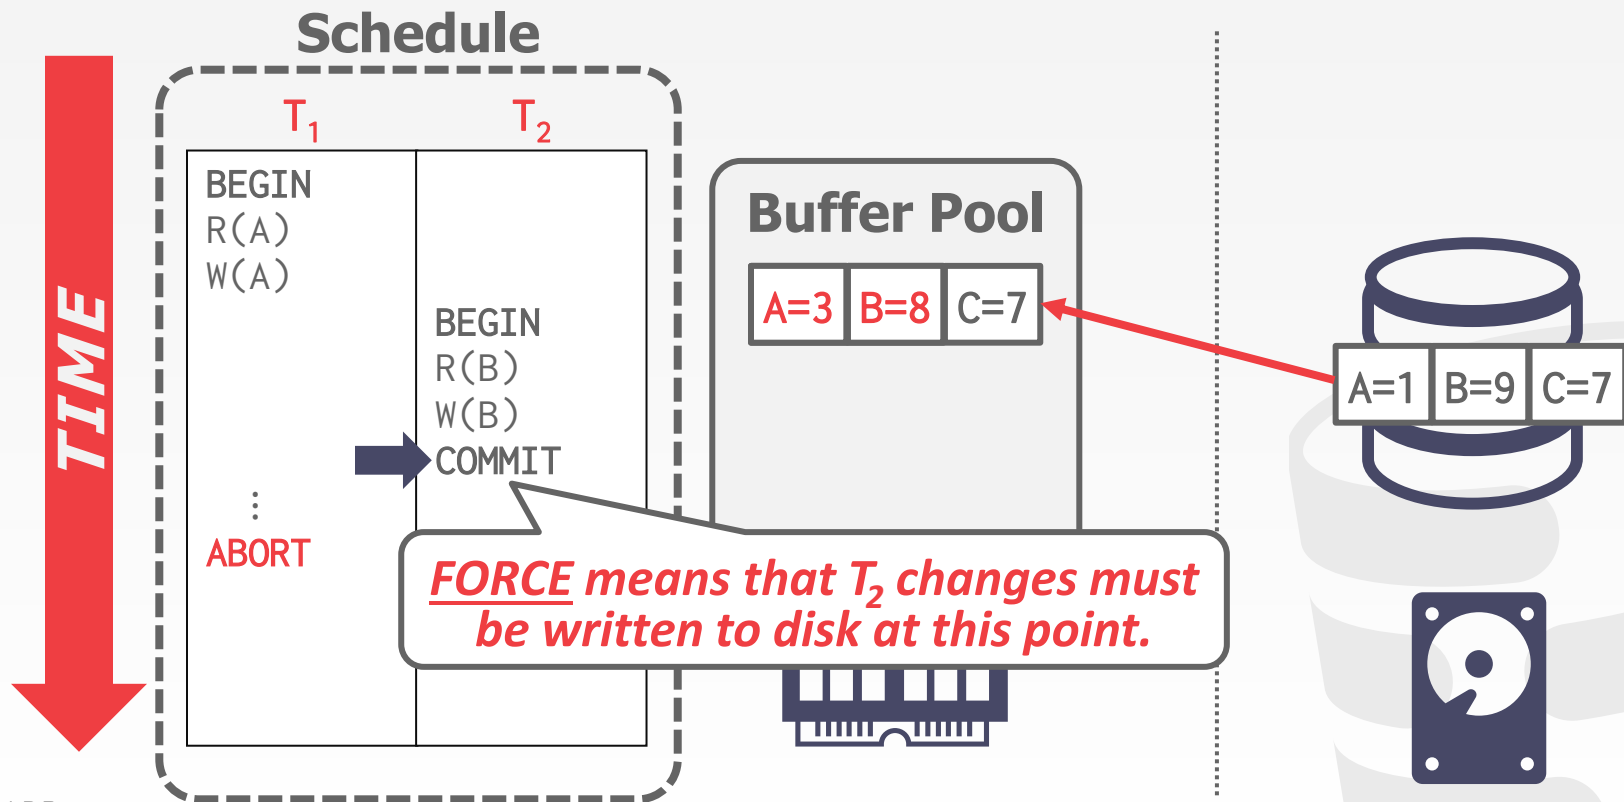 Schedule
T₁ T₂
BEGIN
R(A)
W(A)
⋮
ABORT
BEGIN
R(B)
W(B)
COMMIT
TIME
Buffer Pool
A=3 B=8 C=7
A=1 B=9 C=7
FORCE means that T₂ changes must
be written to disk at this point.